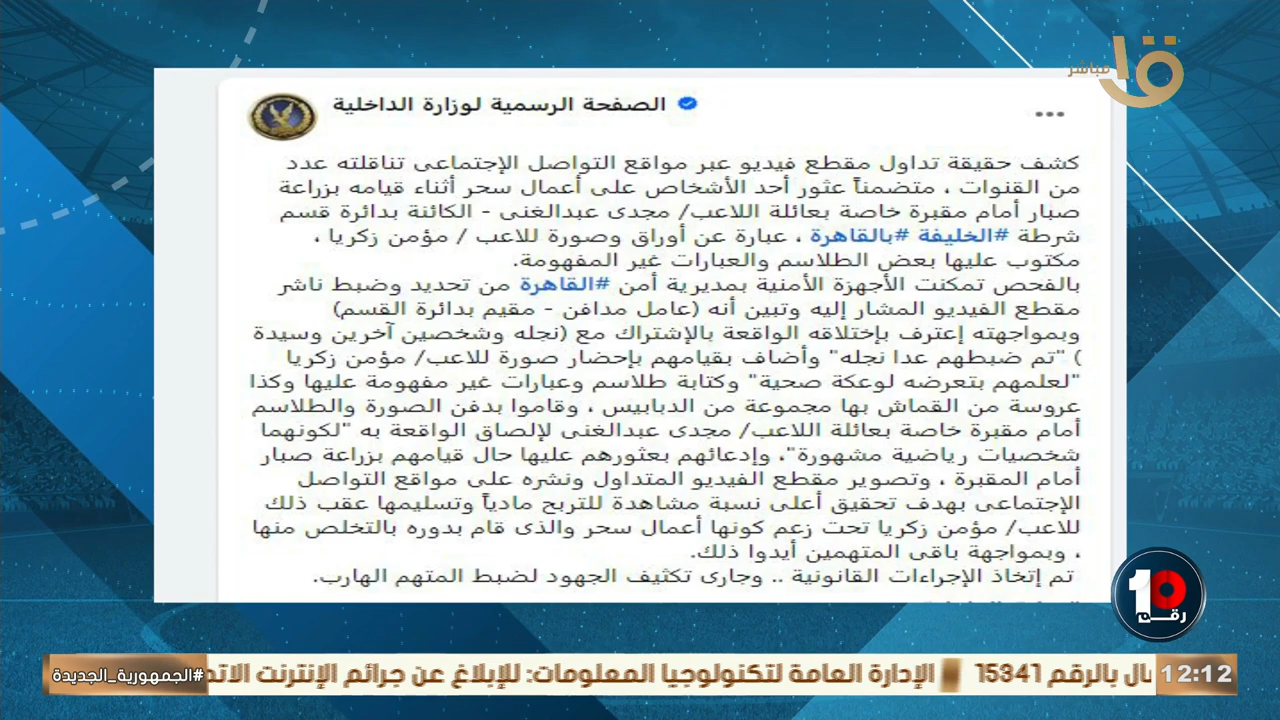 مباشر
الصفحة الرسمية لوزارة الداخلية
كشف حقيقة تداول مقطع فيديو عبر مواقع التواصل الإجتماعى تناقلته عدد
من القنوات ، متضمناً عثور أحد الأشخاص على أعمال سحر أثناء قيامه بزراعة
صبار أمام مقبرة خاصة بعائلة اللاعب/ مجدى عبدالغنى - الكائنة بدائرة قسم
شرطة #الخليفة #بالقاهرة ، عبارة عن أوراق وصورة للاعب / مؤمن زكريا ،
مكتوب عليها بعض الطلاسم والعبارات غير المفهومة.
بالفحص تمكنت الأجهزة الأمنية بمديرية أمن #القاهرة من تحديد وضبط ناشر
مقطع الفيديو المشار إليه وتبين أنه (عامل مدافن - مقيم بدائرة القسم)
وبمواجهته إعترف بإختلاقه الواقعة بالإشتراك مع (نجله وشخصين آخرين وسيدة
) "تم ضبطهم عدا نجله" وأضاف بقيامهم بإحضار صورة للاعب/ مؤمن زكريا
"لعلمهم بتعرضه لوعكة صحية" وكتابة طلاسم وعبارات غير مفهومة عليها وكذا
عروسة من القماش بها مجموعة من الدبابيس ، وقاموا بدفن الصورة والطلاسم
أمام مقبرة خاصة بعائلة اللاعب/ مجدى عبدالغنى لإلصاق الواقعة به "لكونهما
شخصيات رياضية مشهورة"، وإدعائهم بعثورهم عليها حال قيامهم بزراعة صبار
أمام المقبرة ، وتصوير مقطع الفيديو المتداول ونشره على مواقع التواصل
الإجتماعى بهدف تحقيق أعلى نسبة مشاهدة للتربح مادياً وتسليمها عقب ذلك
للاعب/ مؤمن زكريا تحت زعم كونها أعمال سحر والذى قام بدوره بالتخلص منها
، وبمواجهة باقى المتهمين أيدوا ذلك.
تم إتخاذ الإجراءات القانونية .. وجارى تكثيف الجهود لضبط المتهم الهارب.
10
رقـــن
12:12
ـال بالرقم 15341
الإدارة العامة لتكنولوجيا المعلومات: للإبلاغ عن جرائم الإنترنت الاتصـ
#الجمهورية_الجديدة